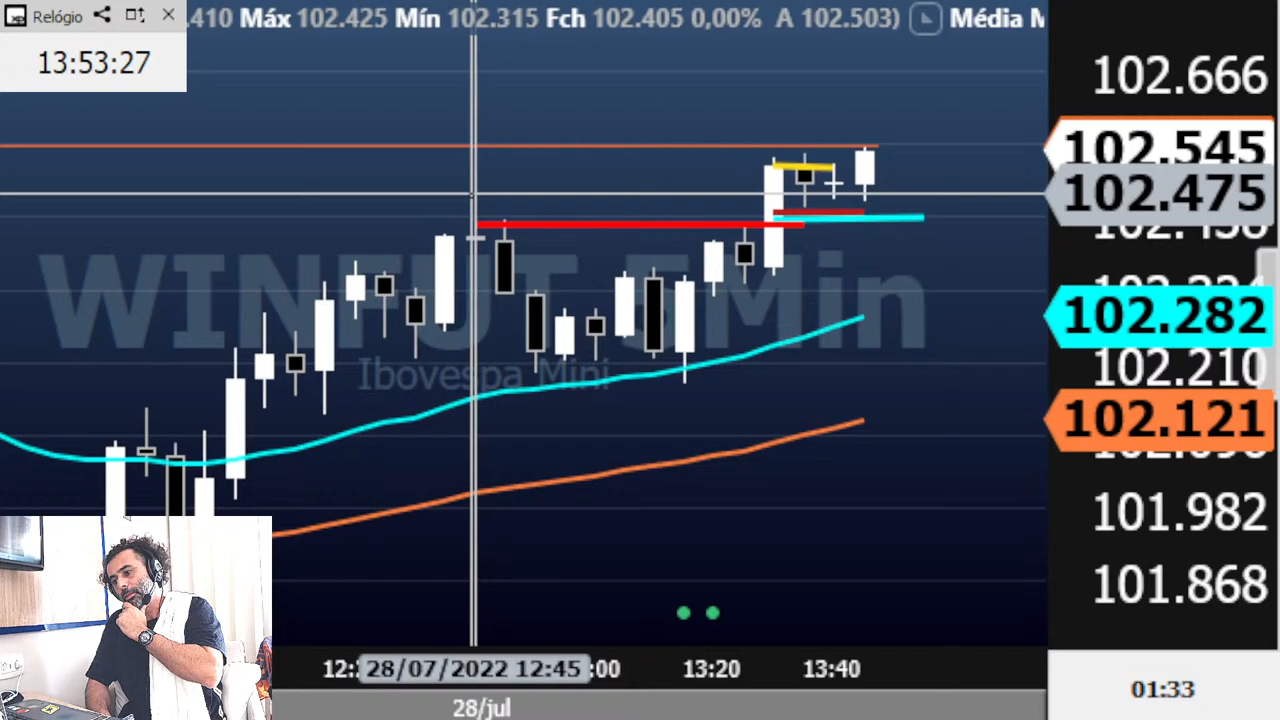 Relógio
.410 Máx 102.425 Mín 102.315 Fch 102.405 0,00% A 102.503) Média M
13:53:27
102.666
102.545
102.475
102.282
102.210
102.121
101.982
101.868
WINFUT 5Min
Ibovespa Mini
28/07/2022 12:45
:00
13:20
13:40
01:33
28/jul